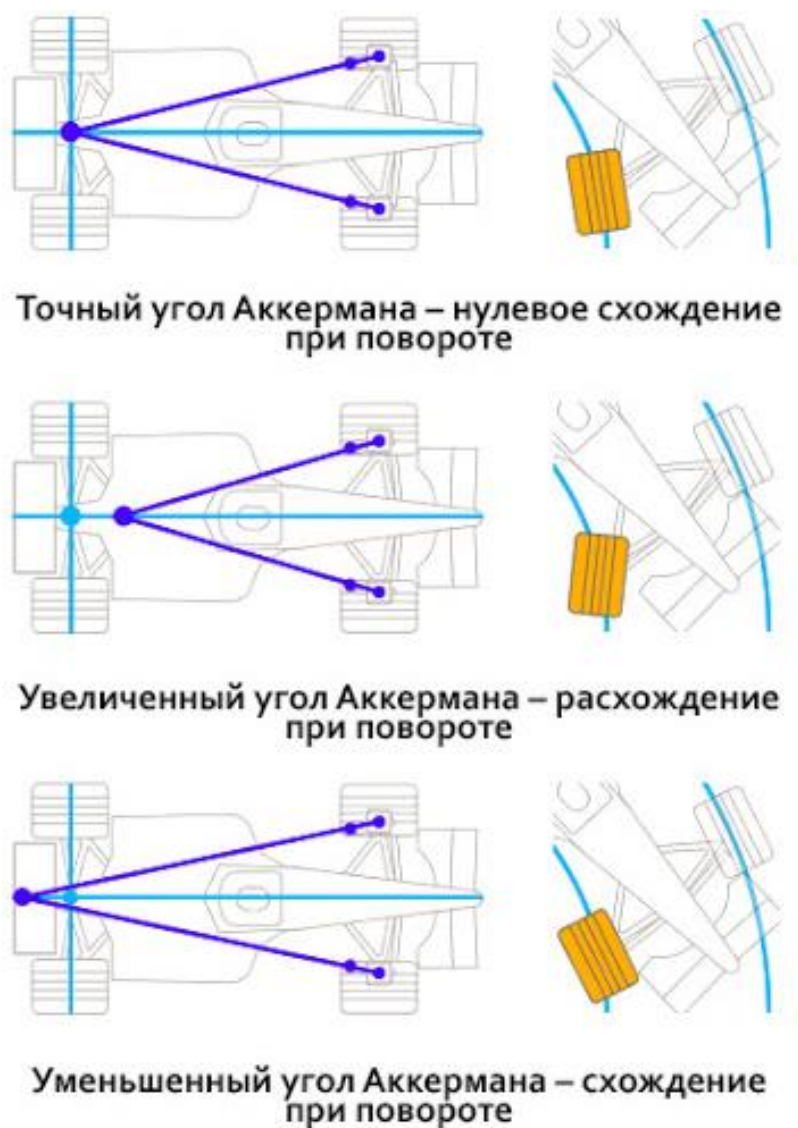 Точный угол Аккермана – нулевое схождение
при повороте
Увеличенный угол Аккермана – расхождение
при повороте
Уменьшенный угол Аккермана – схождение
при повороте